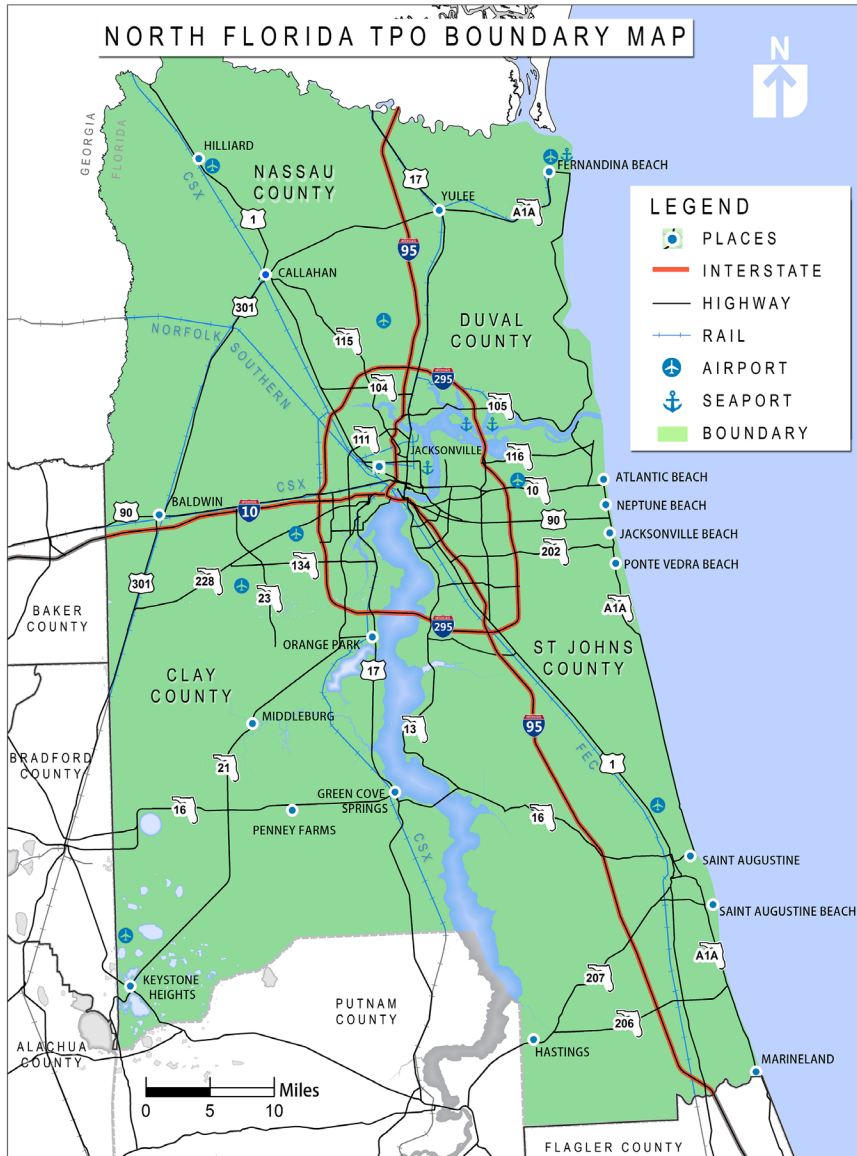 NORTH FLORIDA TPO BOUNDARY MAP
N
GEORGIA
FLORIDA
HILLIARD
NASSAU
COUNTY
CSX
1
17
YULEE
FERNANDINA BEACH
A1A
95
CALLAHAN
301
NORFOLK SOUTHERN
115
DUVAL
COUNTY
LEGEND
PLACES
INTERSTATE
HIGHWAY
RAIL
AIRPORT
SEAPORT
BOUNDARY
104
295
105
111
JACKSONVILLE
116
CSX
10
ATLANTIC BEACH
BALDWIN
90
10
90
NEPTUNE BEACH
JACKSONVILLE BEACH
202
PONTE VEDRA BEACH
301
228
134
23
A1A
BAKER
COUNTY
295
ORANGE PARK
17
ST JOHNS
COUNTY
CLAY
COUNTY
MIDDLEBURG
13
95
BRADFORD
COUNTY
21
FEC
1
GREEN COVE
SPRINGS
16
PENNEY FARMS
16
CSX
SAINT AUGUSTINE
SAINT AUGUSTINE BEACH
A1A
KEYSTONE
HEIGHTS
207
PUTNAM
COUNTY
206
ALACHUA
COUNTY
HASTINGS
MARINELAND
Miles
0 5 10
FLAGLER COUNTY